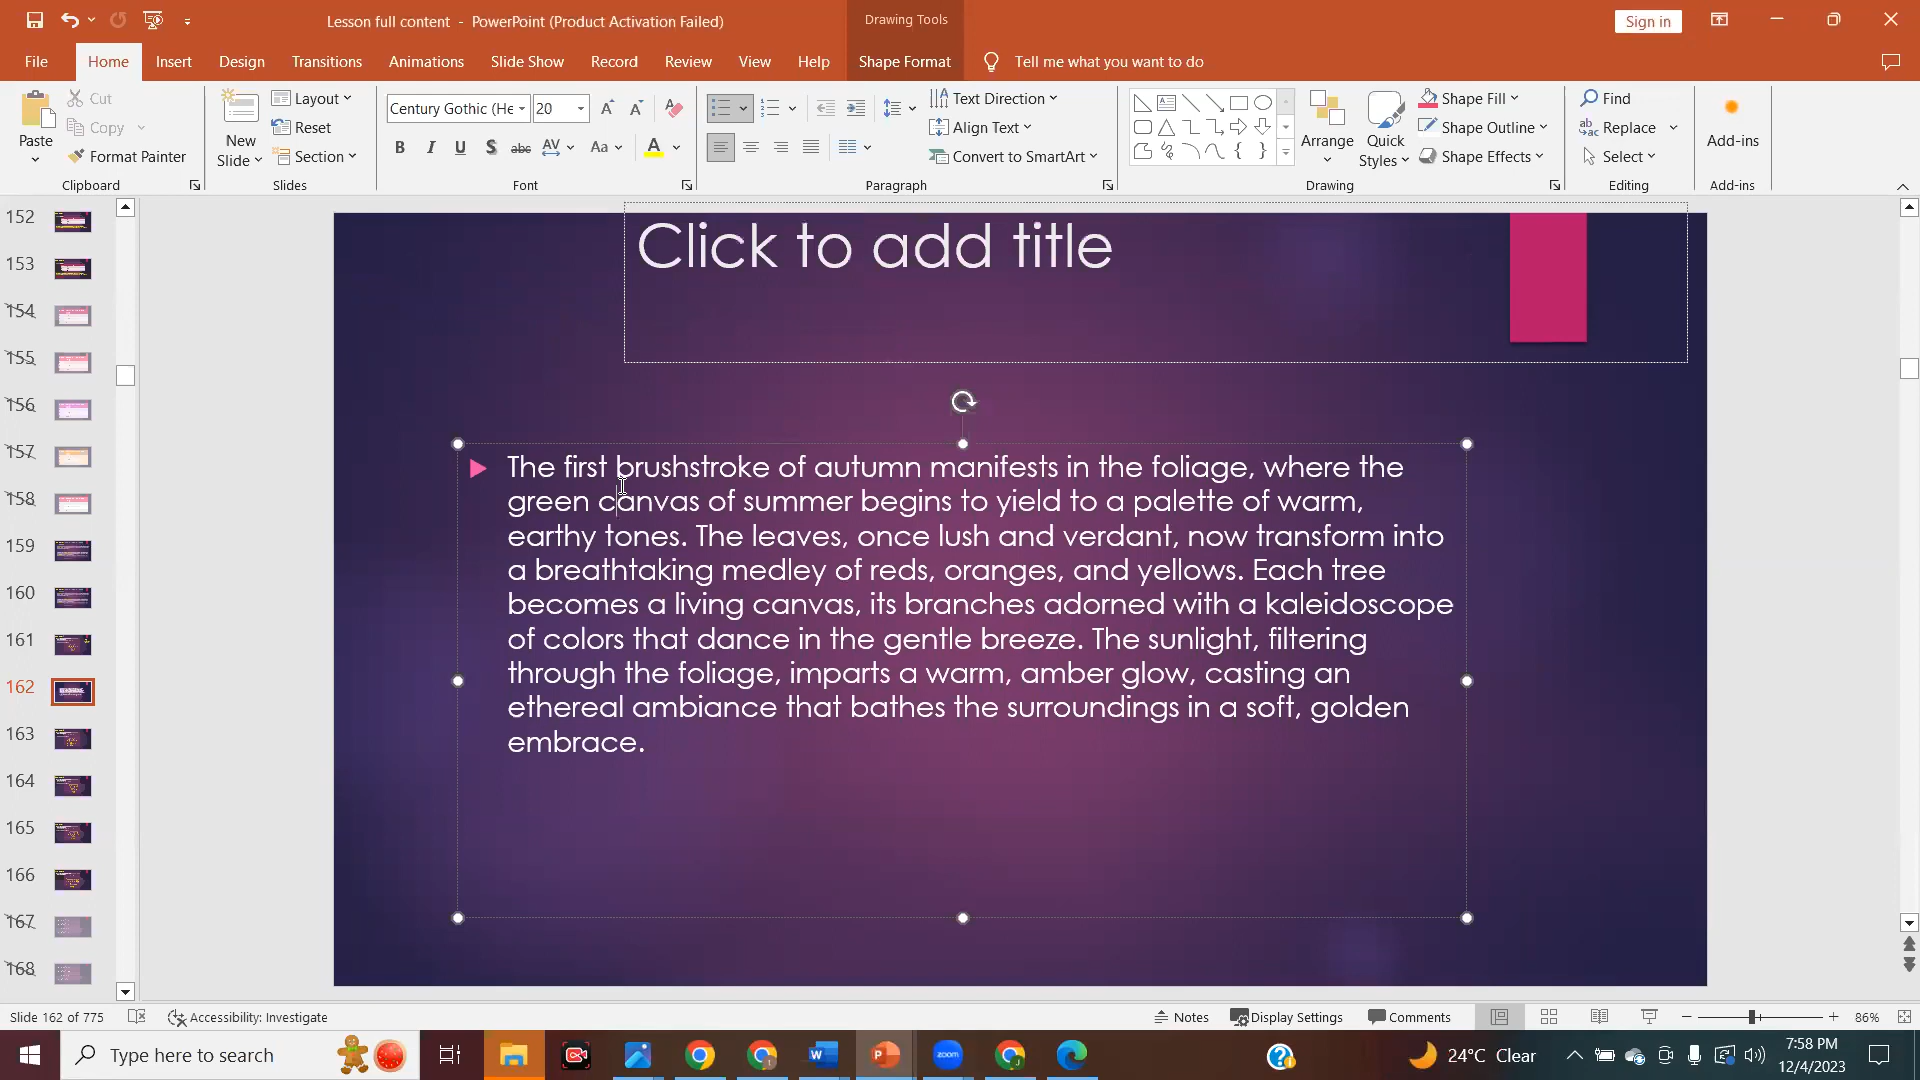 Lesson full content - PowerPoint (Product Activation Failed)
Drawing Tools
Sign in
File Home Insert Design Transitions Animations Slide Show Record Review View Help Shape Format Tell me what you want to do
Paste
Cut
Copy
Format Painter
Clipboard
New Slide
Layout
Reset
Section
Slides
Century Gothic (He 20
B I U S abc AV Aa A
Font
Text Direction
Align Text
Convert to SmartArt
Paragraph
Arrange
Quick Styles
Shape Fill
Shape Outline
Shape Effects
Drawing
Find
Replace
Select
Editing
Add-ins
Add-ins
152
153
154
155
156
157
158
159
160
161
162
163
164
165
166
167
168
Click to add title
The first brushstroke of autumn manifests in the foliage, where the
green canvas of summer begins to yield to a palette of warm,
earthy tones. The leaves, once lush and verdant, now transform into
a breathtaking medley of reds, oranges, and yellows. Each tree
becomes a living canvas, its branches adorned with a kaleidoscope
of colors that dance in the gentle breeze. The sunlight, filtering
through the foliage, imparts a warm, amber glow, casting an
ethereal ambiance that bathes the surroundings in a soft, golden
embrace.
Slide 162 of 775 Accessibility: Investigate Notes Display Settings Comments 86%
Type here to search
zoom
24°C Clear
7:58 PM
12/4/2023